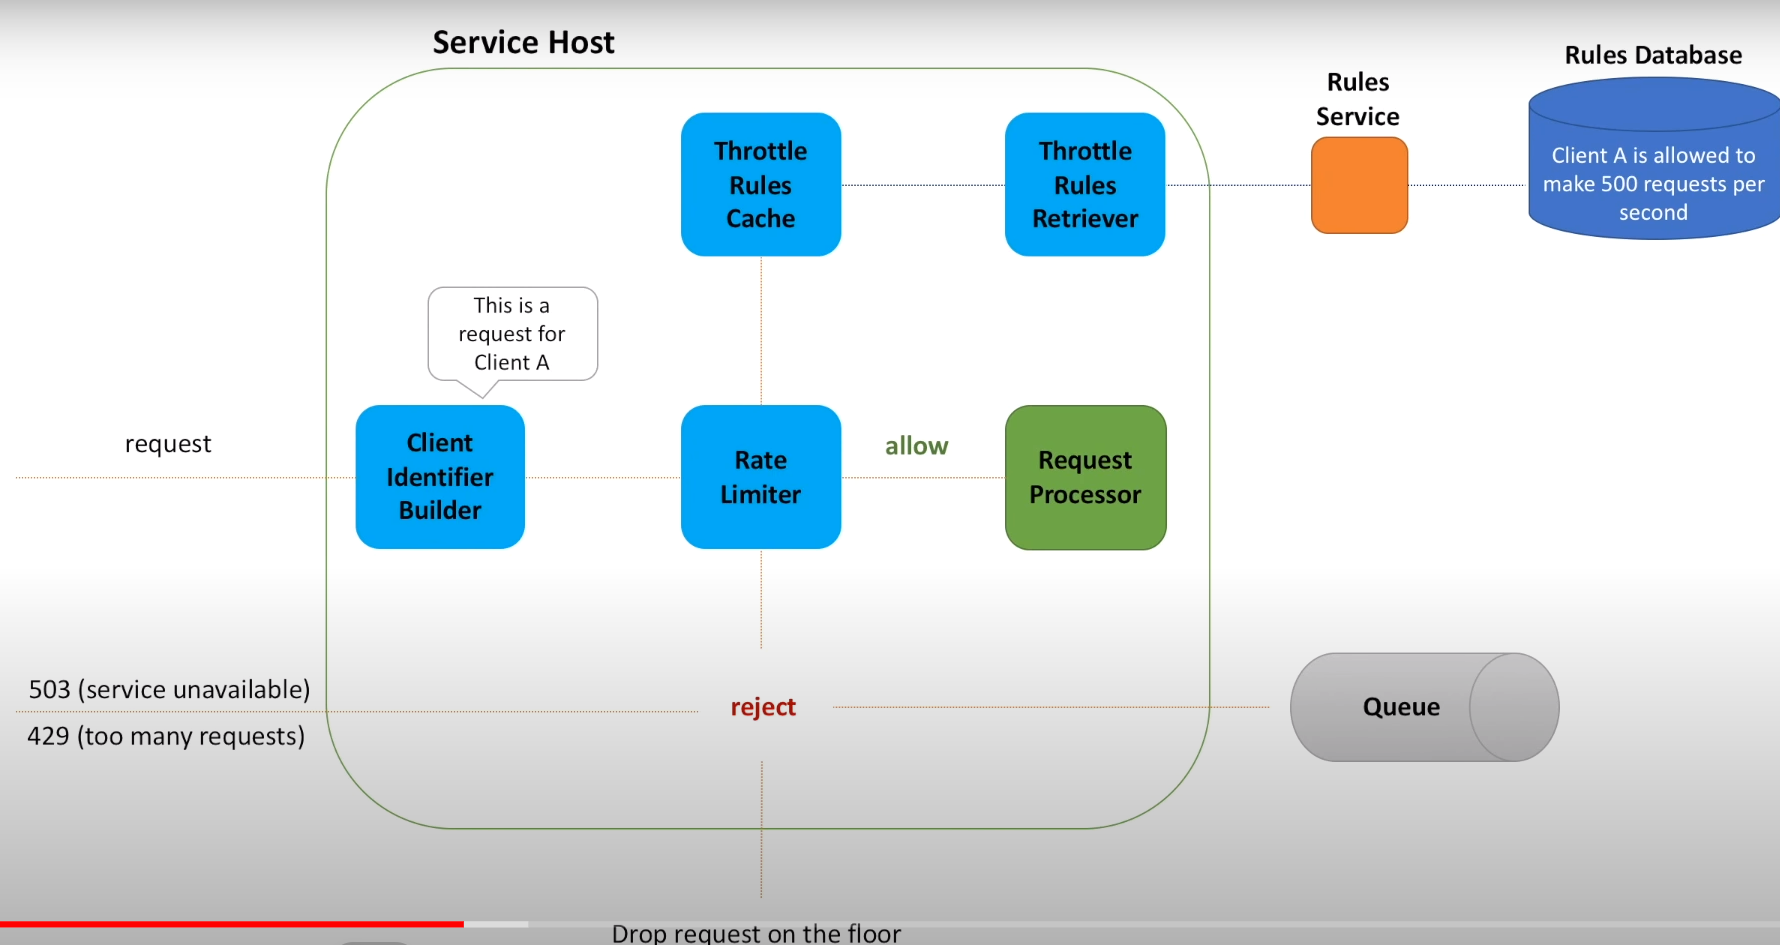 Service Host
Rules Database
Rules
Service
Throttle
Rules
Cache
Throttle
Rules
Retriever
Client A is allowed to
make 500 requests per
second
This is a
request for
Client A
request
Client
Identifier
Builder
Rate
Limiter
allow
Request
Processor
503 (service unavailable)
429 (too many requests)
reject
Queue
Drop request on the floor